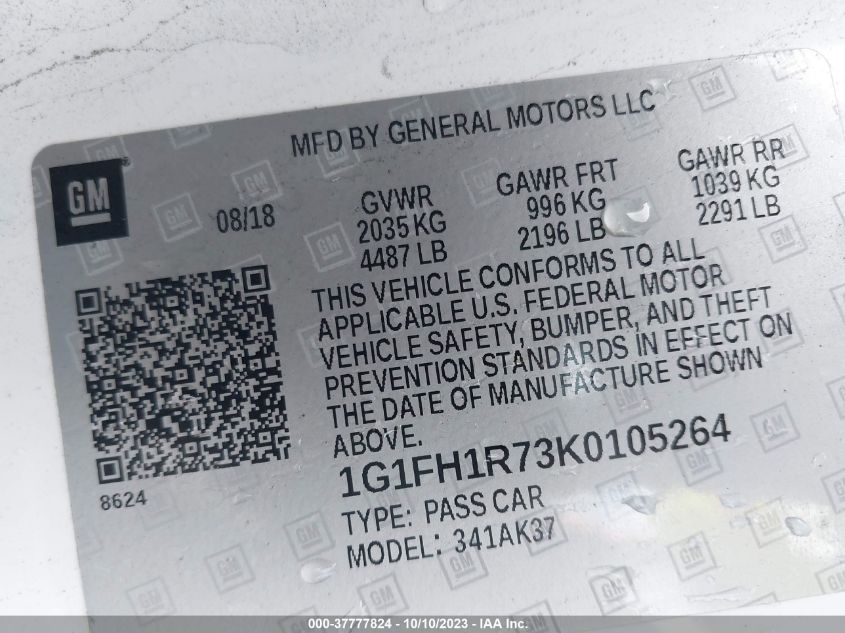 MFD BY GENERAL MOTORS LLC
GM
08/18
GVWR
2035 KG
4487 LB
GAWR FRT
996 KG
2196 LB
GAWR RR
1039 KG
2291 LB
THIS VEHICLE CONFORMS TO ALL
APPLICABLE U.S. FEDERAL MOTOR
VEHICLE SAFETY, BUMPER, AND THEFT
PREVENTION STANDARDS IN EFFECT ON
THE DATE OF MANUFACTURE SHOWN
ABOVE.
8624
1G1FH1R73K0105264
TYPE: PASS CAR
MODEL: 341AK37
000-37777824 - 10/10/2023 - IAA Inc.